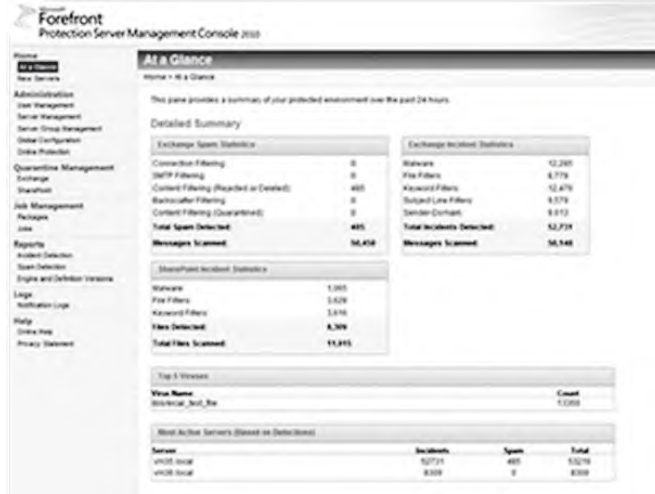 Microsoft
Forefront
Protection Server Management Console 2010
Home
At a Glance
New Servers
Administration
User Management
Server Management
Server Group Management
Global Configuration
Online Protection
Quarantine Management
Exchange
SharePoint
Job Management
Packages
Jobs
Reports
Incident Detection
Spam Detection
Engine and Definition Versions
Logs
Notification Logs
Help
Online Help
Privacy Statement
At a Glance
Home > At a Glance
This pane provides a summary of your protected environment over the past 24 hours.
Detailed Summary
Exchange Spam Statistics
Connection Filtering 0
SMTP Filtering 0
Content Filtering (Rejected or Deleted) 485
Backscatter Filtering 0
Content Filtering (Quarantined) 0
Total Spam Detected: 485
Messages Scanned:
Exchange Incident Statistics
Malware
File Filters
Keyword Filters
Subject Line Filters
Sender-Domain
Total Incidents Detected: 52,731
Messages Scanned:
SharePoint Incident Statistics
Malware
File Filters
Keyword Filters
Files Detected: 8,309
Total Files Scanned:
Top 5 Viruses
Virus Name Count
Most Active Servers (Based on Detections)
Server Incidents Spam Total
52731 485 53216
8309 0 8309